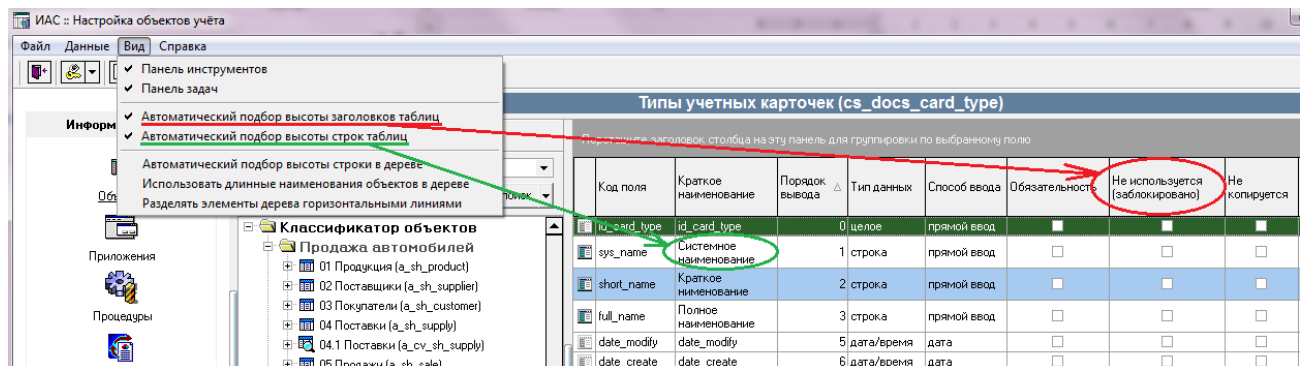 ИАС :: Настройка объектов учёта
Файл Данные Вид Справка
Панель инструментов
Панель задач
Автоматический подбор высоты заголовков таблиц
Автоматический подбор высоты строк таблиц
Автоматический подбор высоты строки в дереве
Использовать длинные наименования объектов в дереве
Разделять элементы дерева горизонтальными линиями
Информ
Приложения
Процедуры
Классификатор объектов
Продажа автомобилей
01 Продукция (a_sh_product)
02 Поставщики (a_sh_supplier)
03 Покупатели (a_sh_customer)
04 Поставки (a_sh_supply)
04.1 Поставки (a_cv_sh_supply)
05 Продажи (a_sh_sale)
Типы учетных карточек (cs_docs_card_type)
Перетащите заголовок столбца на эту панель для группировки по выбранному полю
Код поля
Краткое
наименование
Порядок
вывода
Тип данных
Способ ввода
Обязательность
Не используется
(заблокировано)
Не
копируется
id_card_type id_card_type 0 целое прямой ввод
sys_name Системное
наименование 1 строка прямой ввод
short_name Краткое
нименование 2 строка прямой ввод
full_name Полное
наименование 3 строка прямой ввод
date_modify date_modify 5 дата/время дата
date_create date_create 6 дата/время дата